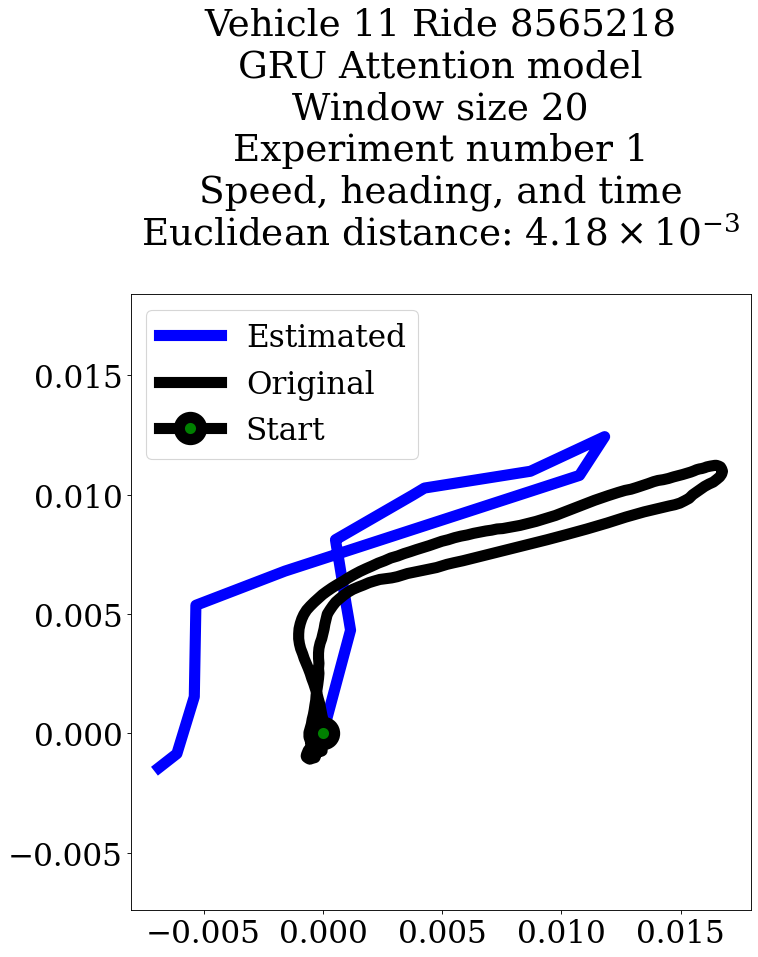 Vehicle 11 Ride 8565218
GRU Attention model
Window size 20
Experiment number 1
Speed, heading, and time
Euclidean distance: 4.18 × 10⁻³
Estimated
Original
Start
0.015
0.010
0.005
0.000
−0.005
−0.005 0.000 0.005 0.010 0.015